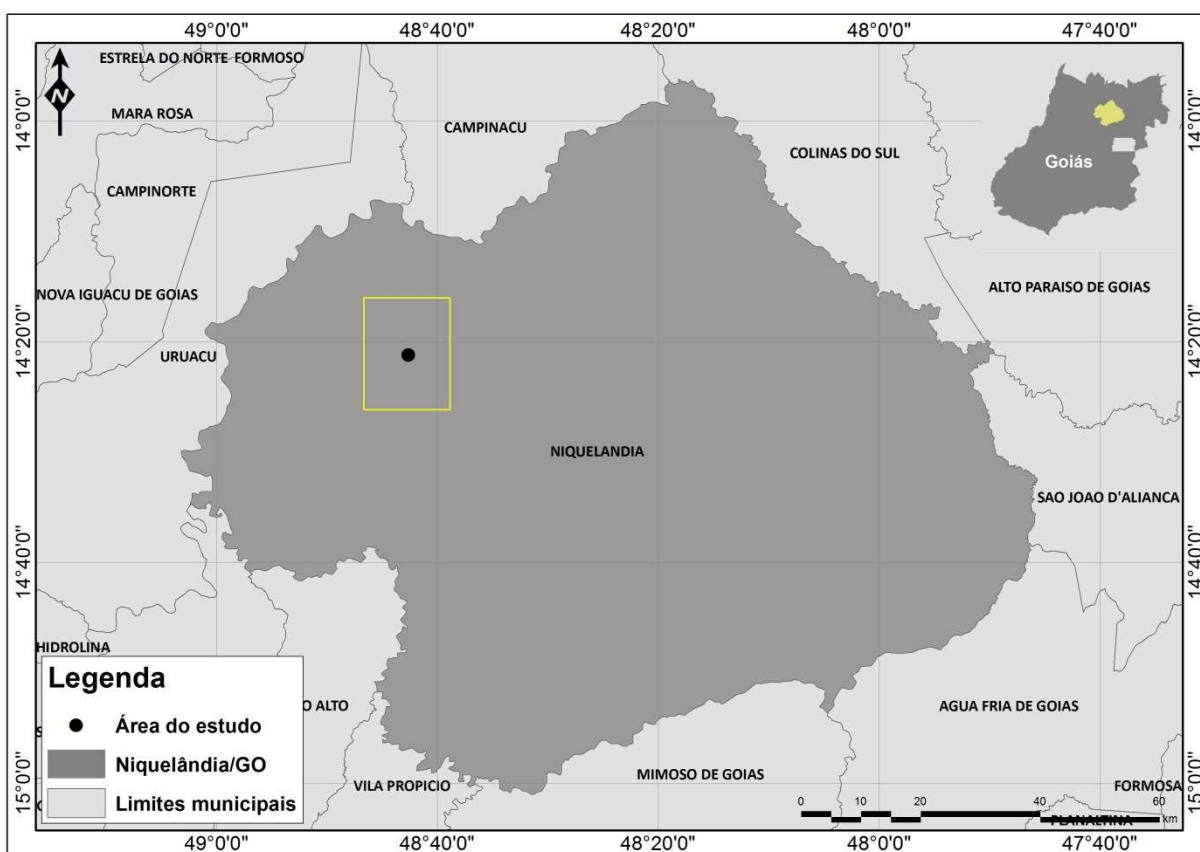 49°0'0"
48°40'0"
48°20'0"
48°0'0"
47°40'0"
ESTRELA DO NORTE FORMOSO
N
MARA ROSA
14°0'0"
CAMPINACU
14°0'0"
COLINAS DO SUL
Goiás
CAMPINORTE
NOVA IGUACU DE GOIAS
ALTO PARAISO DE GOIAS
14°20'0"
URUACU
14°20'0"
NIQUELANDIA
SAO JOAO D'ALIANCA
14°40'0"
14°40'0"
HIDROLINA
Legenda
Área do estudo
Niquelândia/GO
Limites municipais
O ALTO
AGUA FRIA DE GOIAS
VILA PROPICIO
MIMOSO DE GOIAS
FORMOSA
15°0'0"
15°0'0"
0 10 20 40 60
km
PLANALTINA
49°0'0"
48°40'0"
48°20'0"
48°0'0"
47°40'0"